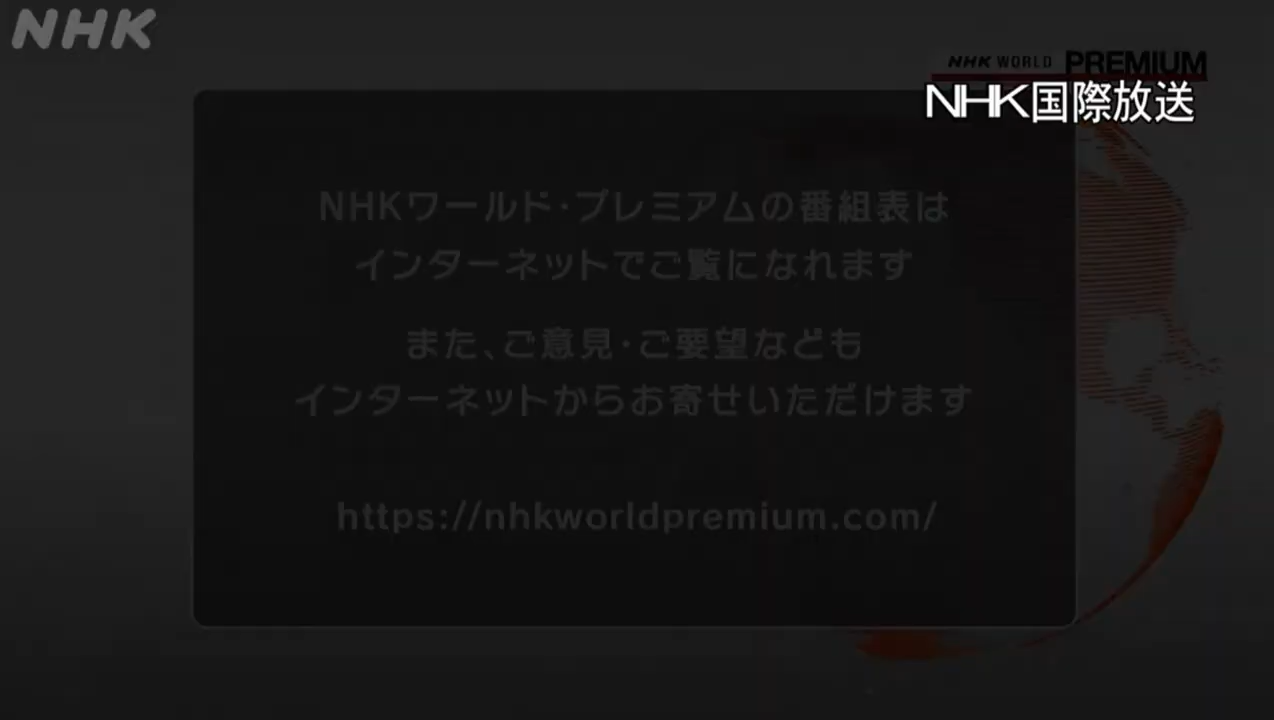 NHK
NHK WORLD PREMIUM
NHK国際放送
NHKワールド・プレミアムの番組表は
インターネットでご覧になれます
また、ご意見・ご要望なども
インターネットからお寄せいただけます
https://nhkworldpremium.com/